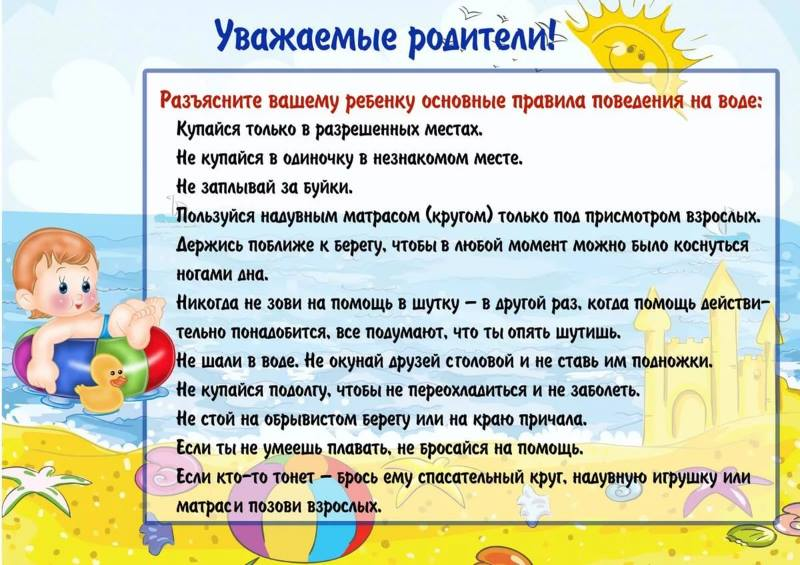 Уважаемые родители!
Разъясните вашему ребенку основные правила поведения на воде:
Купайся только в разрешенных местах.
Не купайся в одиночку в незнакомом месте.
Не заплывай за буйки.
Пользуйся надувным матрасом (кругом) только под присмотром взрослых.
Держись поближе к берегу, чтобы в любой момент можно было коснуться
ногами дна.
Никогда не зови на помощь в шутку – в другой раз, когда помощь действи-
тельно понадобится, все подумают, что ты опять шутишь.
Не шали в воде. Не окунай друзей столовой и не ставь им подножки.
Не купайся подолгу, чтобы не переохладиться и не заболеть.
Не стой на обрывистом берегу или на краю причала.
Если ты не умеешь плавать, не бросайся на помощь.
Если кто-то тонет – брось ему спасательный круг, надувную игрушку или
матраси позови взрослых.